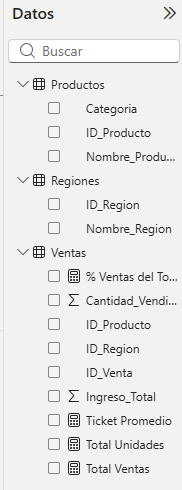 Datos
Buscar
Productos
Categoria
ID_Producto
Nombre_Produ...
Regiones
ID_Region
Nombre_Region
Ventas
% Ventas del To...
Cantidad_Vendi...
ID_Producto
ID_Region
ID_Venta
Ingreso_Total
Ticket Promedio
Total Unidades
Total Ventas